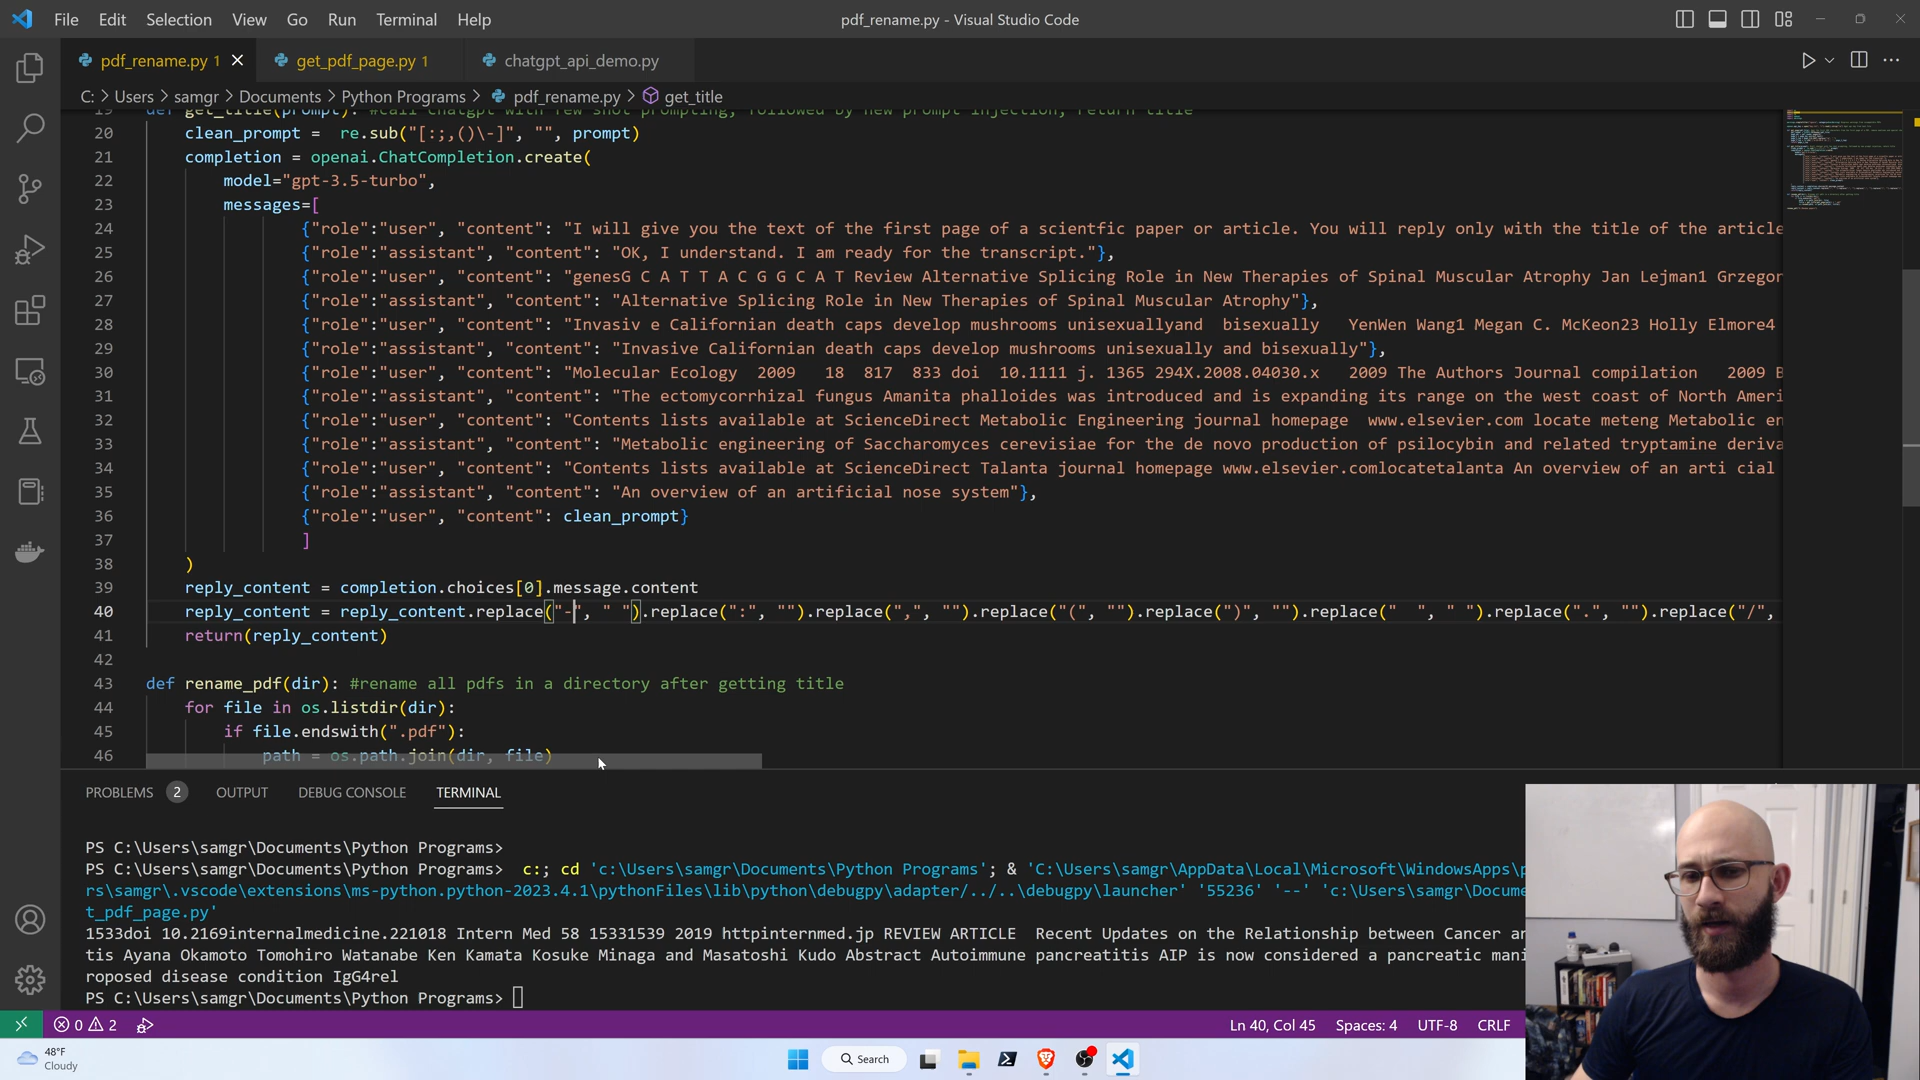 File Edit Selection View Go Run Terminal Help
pdf_rename.py - Visual Studio Code
pdf_rename.py 1
get_pdf_page.py 1
chatgpt_api_demo.py
C: > Users > samgr > Documents > Python Programs > pdf_rename.py > get_title
19 def get_title(prompt): #call chatgpt with few shot prompting, followed by new prompt injection, return title
20 clean_prompt = re.sub("[:;,()\-]", "", prompt)
21 completion = openai.ChatCompletion.create(
22 model="gpt-3.5-turbo",
23 messages=[
24 {"role":"user", "content": "I will give you the text of the first page of a scientfic paper or article. You will reply only with the title of the article
25 {"role":"assistant", "content": "OK, I understand. I am ready for the transcript."},
26 {"role":"user", "content": "genesG C A T T A C G G C A T Review Alternative Splicing Role in New Therapies of Spinal Muscular Atrophy Jan Lejman1 Grzegor
27 {"role":"assistant", "content": "Alternative Splicing Role in New Therapies of Spinal Muscular Atrophy"},
28 {"role":"user", "content": "Invasiv e Californian death caps develop mushrooms unisexuallyand  bisexually   YenWen Wang1 Megan C. McKeon23 Holly Elmore4
29 {"role":"assistant", "content": "Invasive Californian death caps develop mushrooms unisexually and bisexually"},
30 {"role":"user", "content": "Molecular Ecology  2009   18  817  833 doi  10.1111 j. 1365 294X.2008.04030.x   2009 The Authors Journal compilation   2009 B
31 {"role":"assistant", "content": "The ectomycorrhizal fungus Amanita phalloides was introduced and is expanding its range on the west coast of North Ameri
32 {"role":"user", "content": "Contents lists available at ScienceDirect Metabolic Engineering journal homepage  www.elsevier.com locate meteng Metabolic en
33 {"role":"assistant", "content": "Metabolic engineering of Saccharomyces cerevisiae for the de novo production of psilocybin and related tryptamine deriva
34 {"role":"user", "content": "Contents lists available at ScienceDirect Talanta journal homepage www.elsevier.comlocatetalanta An overview of an arti cial
35 {"role":"assistant", "content": "An overview of an artificial nose system"},
36 {"role":"user", "content": clean_prompt}
37 ]
38 )
39 reply_content = completion.choices[0].message.content
40 reply_content = reply_content.replace("-", " ").replace(":", "").replace(",", "").replace("(", "").replace(")", "").replace("  ", " ").replace(".", "").replace("/",
41 return(reply_content)
42
43 def rename_pdf(dir): #rename all pdfs in a directory after getting title
44 for file in os.listdir(dir):
45 if file.endswith(".pdf"):
46 path = os.path.join(dir, file)
PROBLEMS 2 OUTPUT DEBUG CONSOLE TERMINAL
PS C:\Users\samgr\Documents\Python Programs>
PS C:\Users\samgr\Documents\Python Programs>  c:; cd 'c:\Users\samgr\Documents\Python Programs'; & 'C:\Users\samgr\AppData\Local\Microsoft\WindowsApps\p
rs\samgr\.vscode\extensions\ms-python.python-2023.4.1\pythonFiles\lib\python\debugpy\adapter/../..\debugpy\launcher' '55236' '--' 'c:\Users\samgr\Docume
t_pdf_page.py'
1533doi 10.2169internalmedicine.221018 Intern Med 58 15331539 2019 httpinternmed.jp REVIEW ARTICLE  Recent Updates on the Relationship between Cancer an
tis Ayana Okamoto Tomohiro Watanabe Ken Kamata Kosuke Minaga and Masatoshi Kudo Abstract Autoimmune pancreatitis AIP is now considered a pancreatic mani
roposed disease condition IgG4rel
PS C:\Users\samgr\Documents\Python Programs>
0 2
Ln 40, Col 45 Spaces: 4 UTF-8 CRLF
48°F
Cloudy
Search